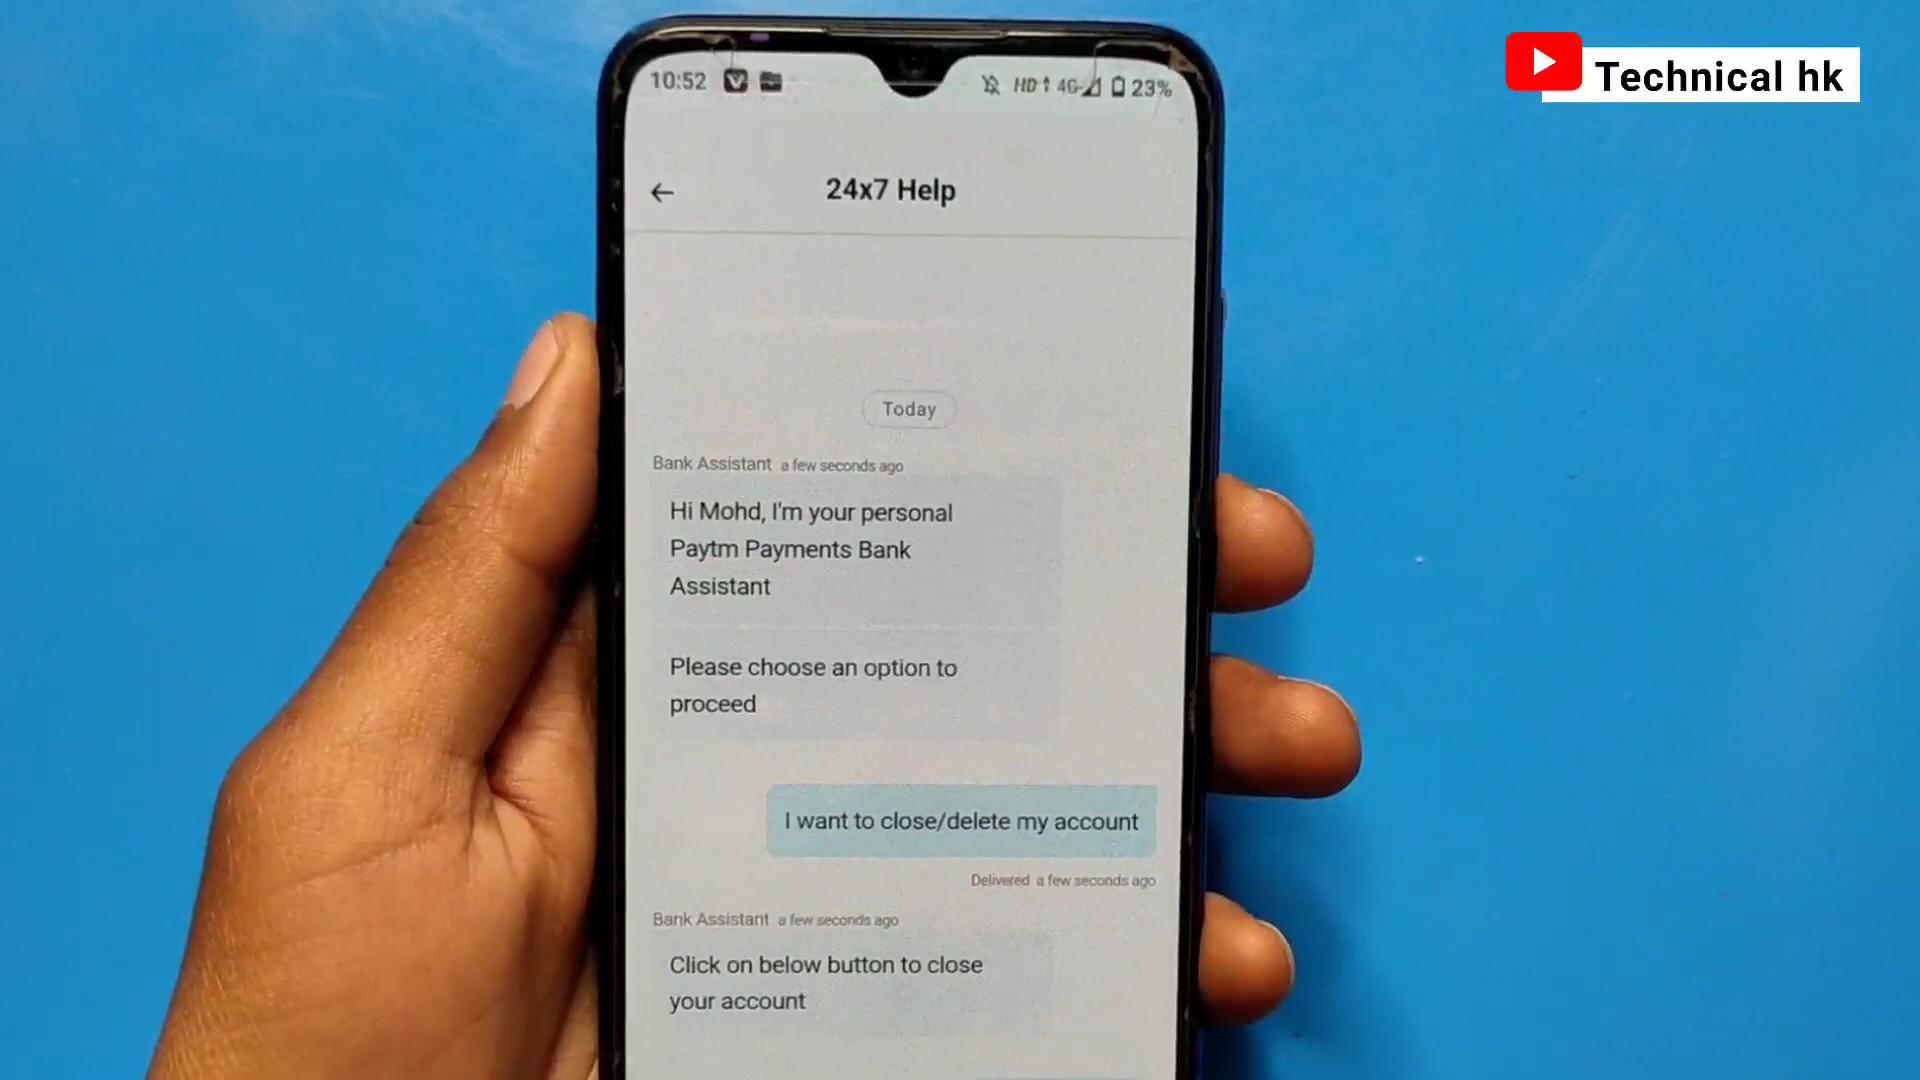 Technical hk
10:52 HD 4G 23%
24x7 Help
Today
Bank Assistant a few seconds ago
Hi Mohd, I'm your personal
Paytm Payments Bank
Assistant
Please choose an option to
proceed
I want to close/delete my account
Delivered a few seconds ago
Bank Assistant a few seconds ago
Click on below button to close
your account